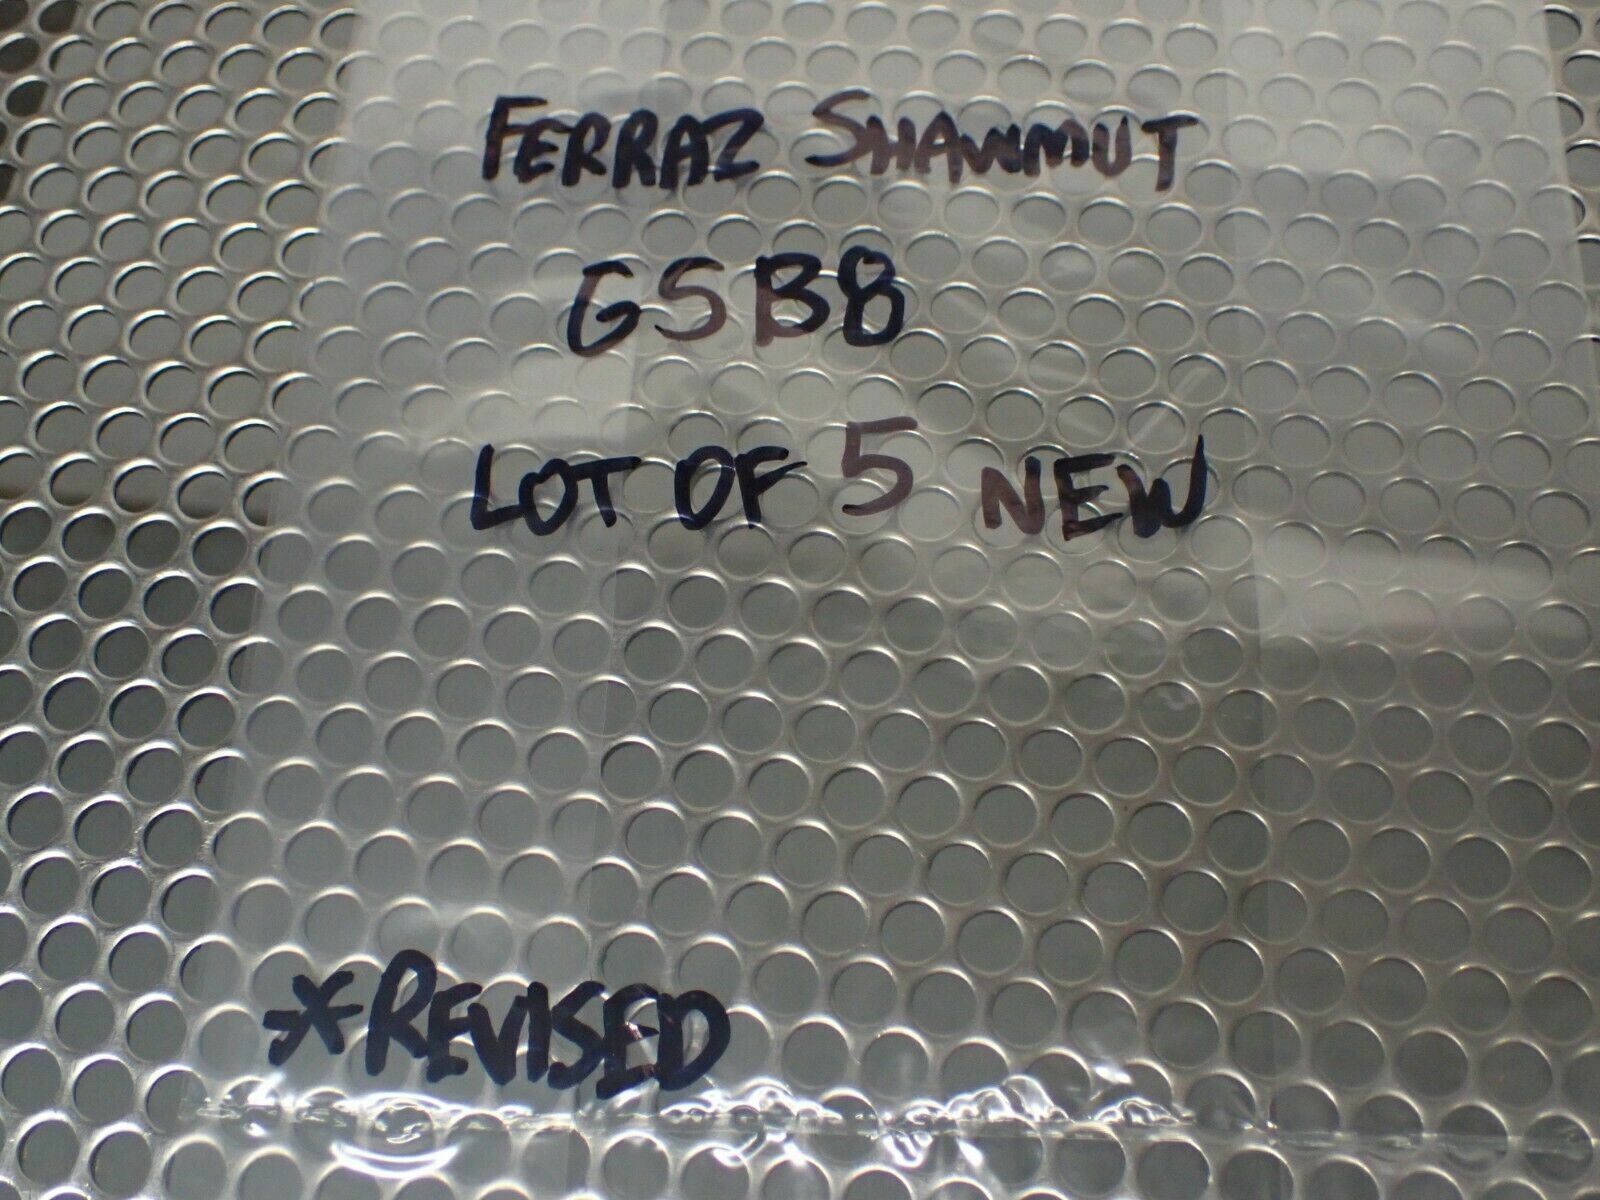 FERRAZ SHAWMUT
GSB8
LOT OF 5 NEW
*REVISED